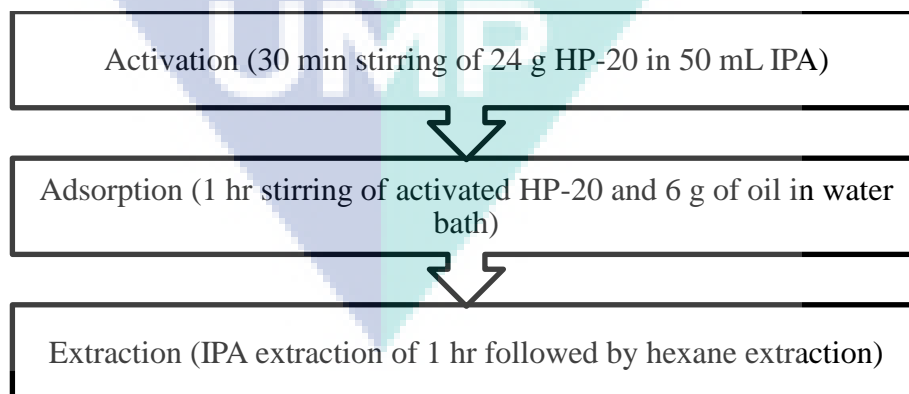 UMP
Activation (30 min stirring of 24 g HP-20 in 50 mL IPA)
Adsorption (1 hr stirring of activated HP-20 and 6 g of oil in water
bath)
Extraction (IPA extraction of 1 hr followed by hexane extraction)